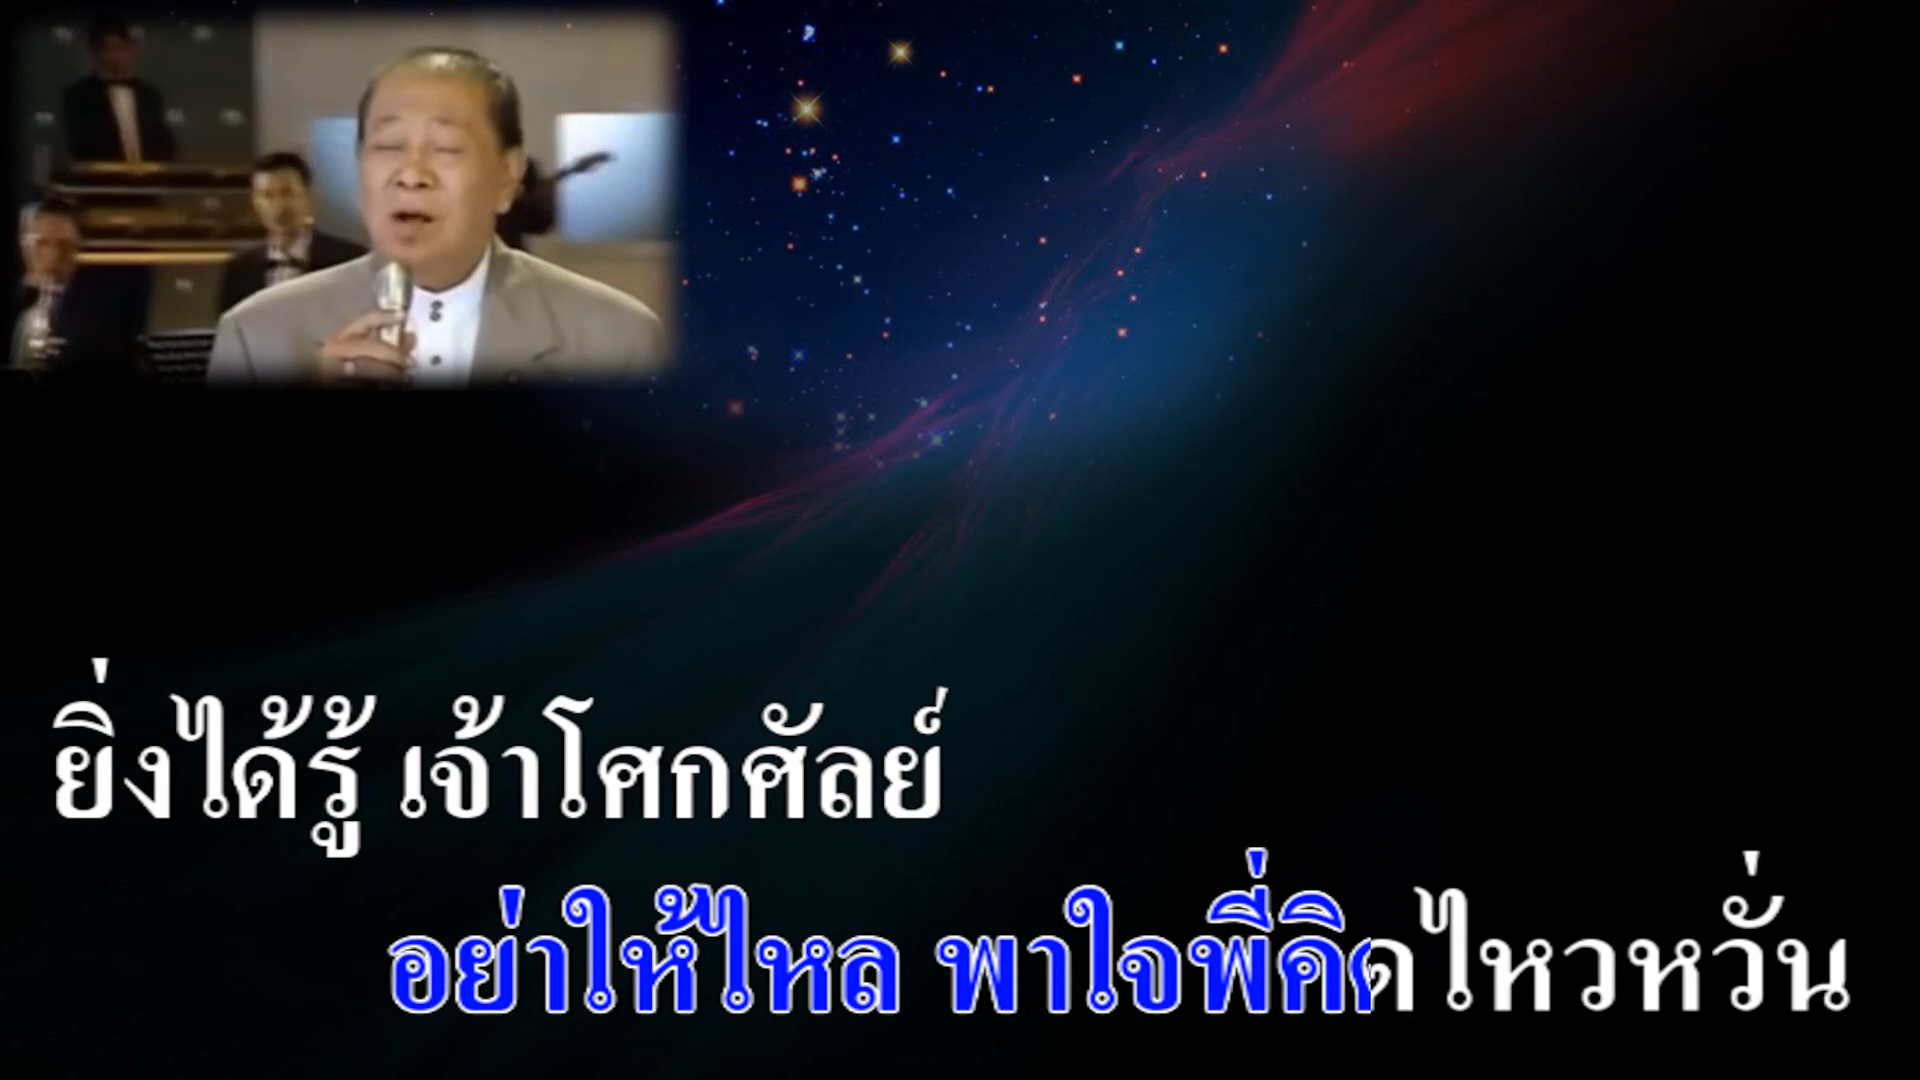 ยิ่งได้รู้ เจ้าโศกศัลย์
อย่าให้ไหล พาใจพี่คิดไหวหวั่น